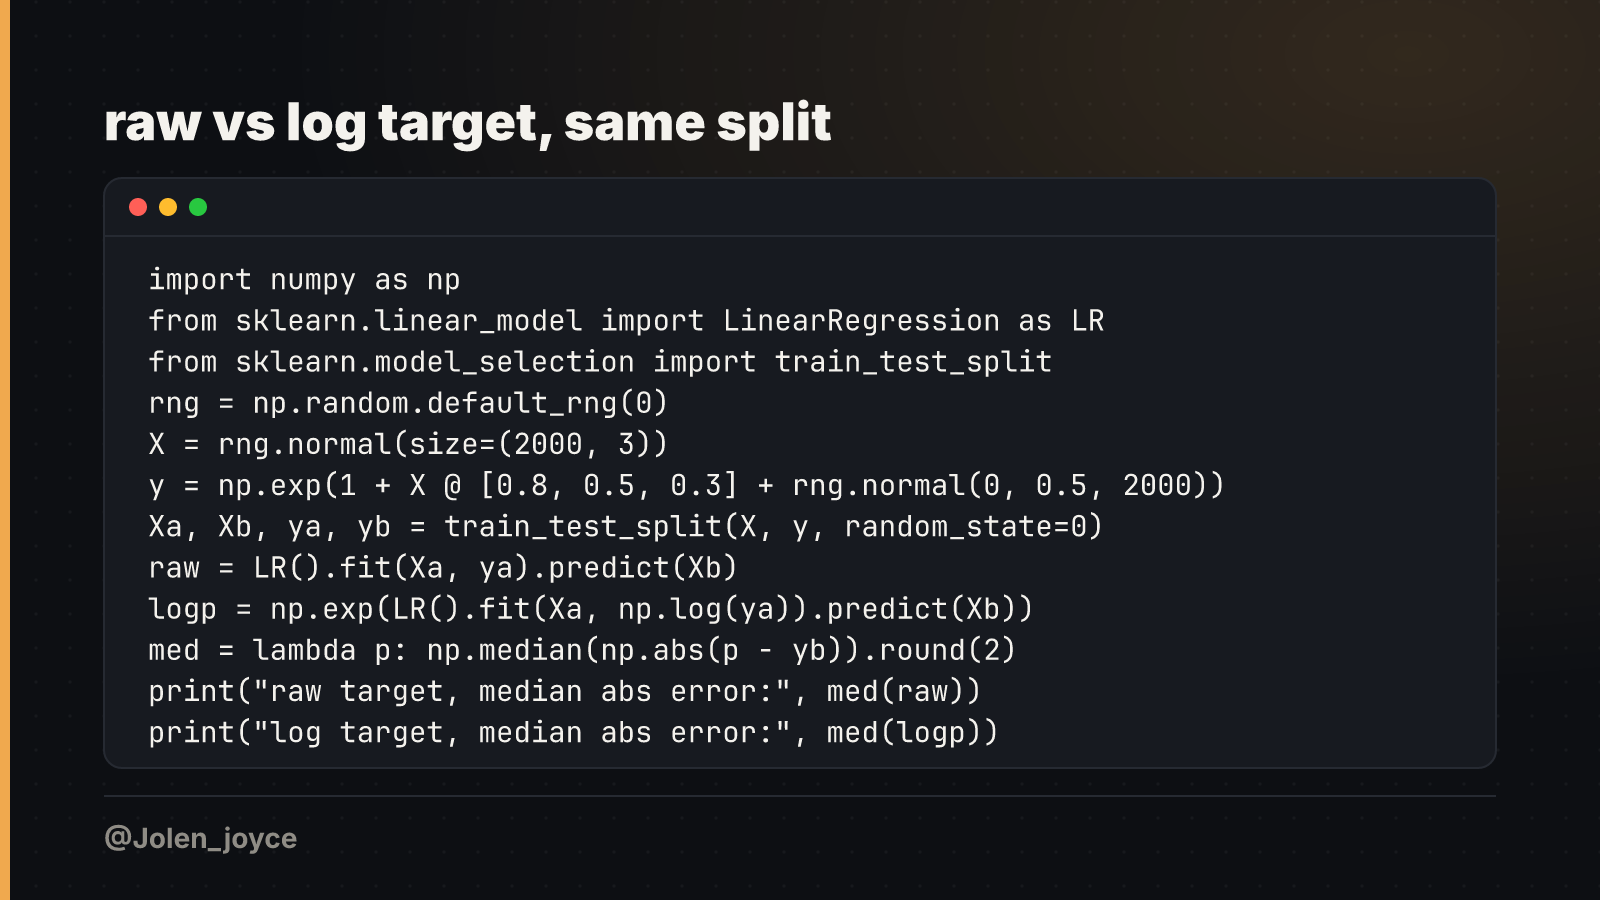 raw vs log target, same split
import numpy as np
from sklearn.linear_model import LinearRegression as LR
from sklearn.model_selection import train_test_split
rng = np.random.default_rng(0)
X = rng.normal(size=(2000, 3))
y = np.exp(1 + X @ [0.8, 0.5, 0.3] + rng.normal(0, 0.5, 2000))
Xa, Xb, ya, yb = train_test_split(X, y, random_state=0)
raw = LR().fit(Xa, ya).predict(Xb)
logp = np.exp(LR().fit(Xa, np.log(ya)).predict(Xb))
med = lambda p: np.median(np.abs(p - yb)).round(2)
print("raw target, median abs error:", med(raw))
print("log target, median abs error:", med(logp))
@Jolen_joyce